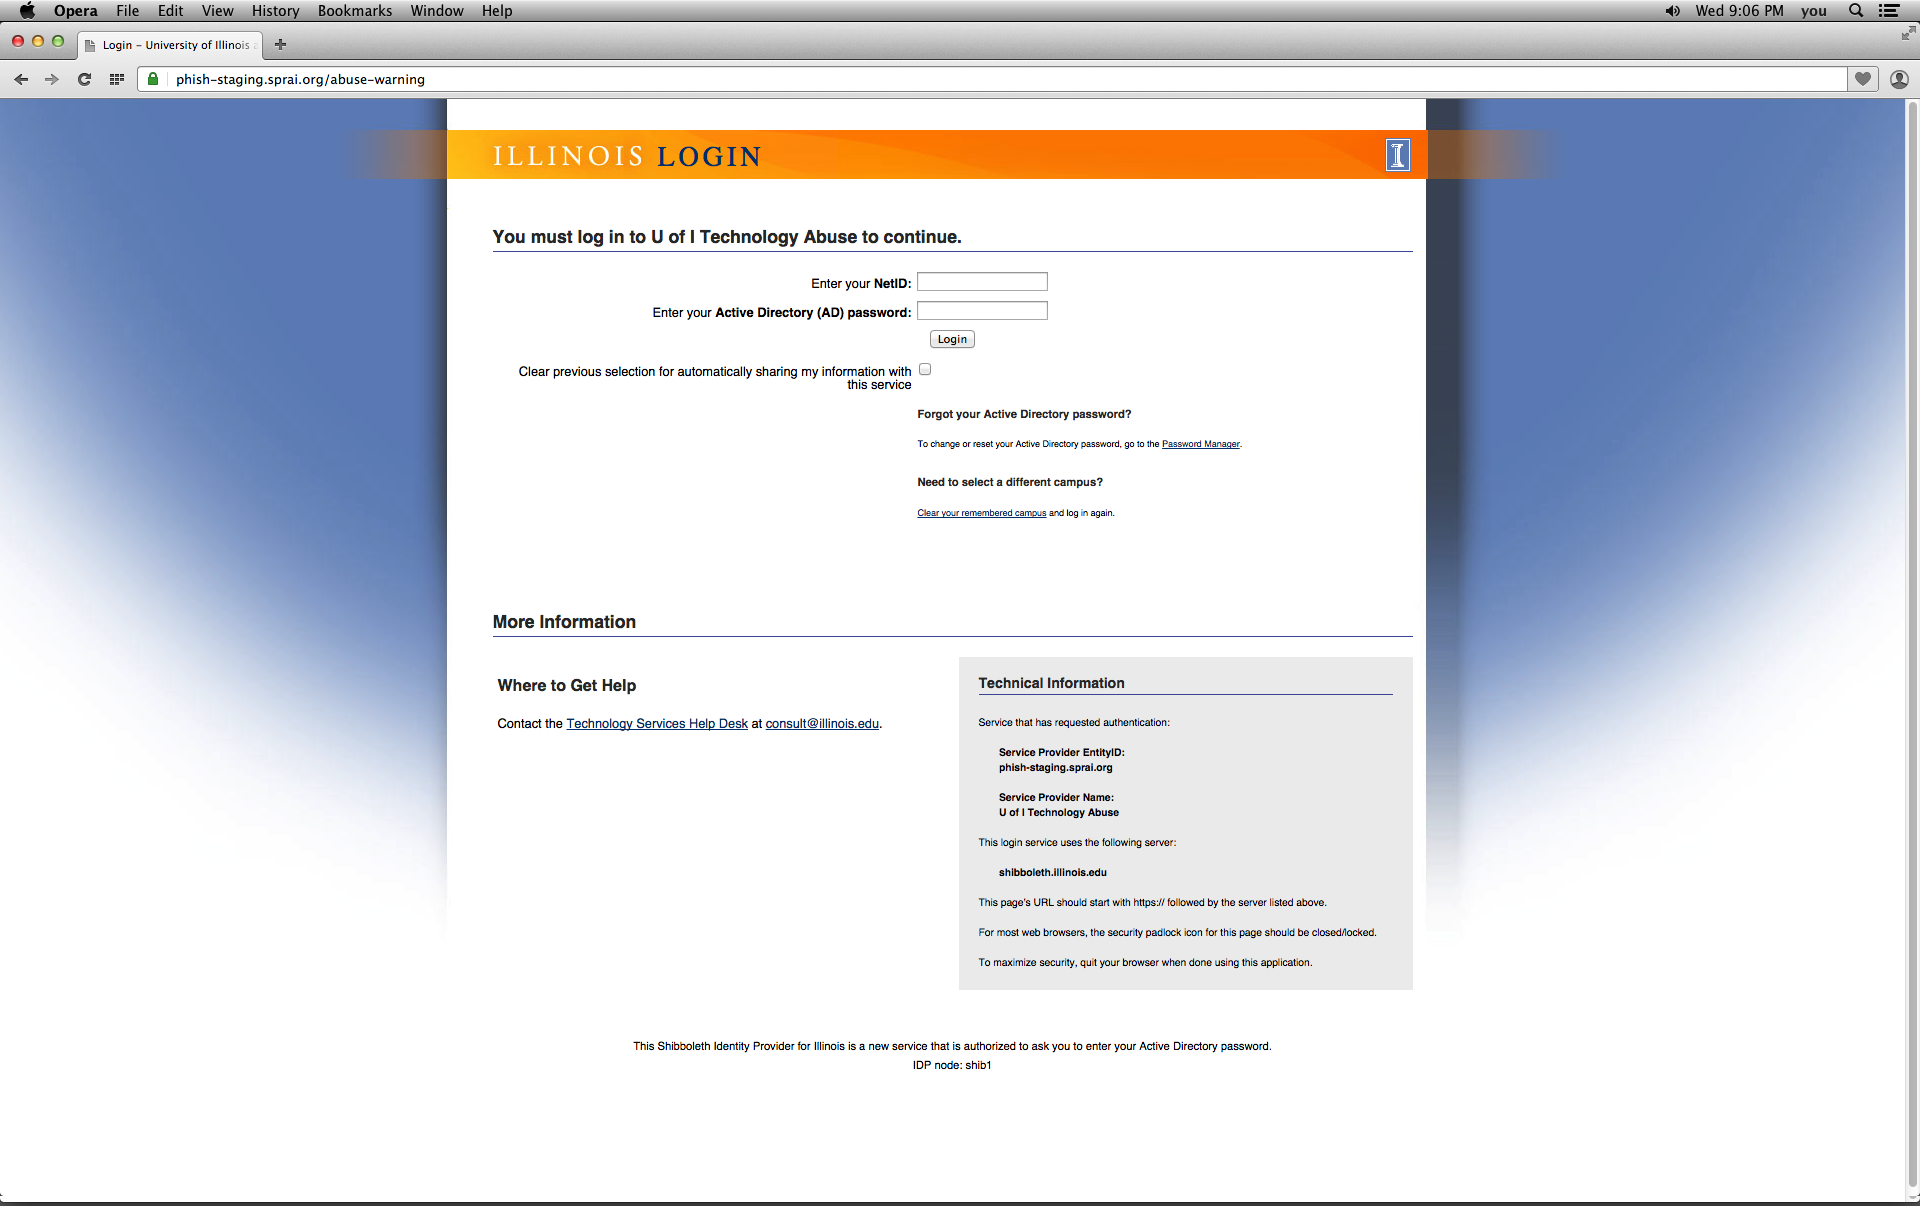 Opera File Edit View History Bookmarks Window Help Wed 9:06 PM you
Login – University of Illinois
phish-staging.sprai.org/abuse-warning
ILLINOIS LOGIN
You must log in to U of I Technology Abuse to continue.
Enter your NetID:
Enter your Active Directory (AD) password:
Login
Clear previous selection for automatically sharing my information with
this service
Forgot your Active Directory password?
To change or reset your Active Directory password, go to the Password Manager.
Need to select a different campus?
Clear your remembered campus and log in again.
More Information
Where to Get Help
Contact the Technology Services Help Desk at consult@illinois.edu.
Technical Information
Service that has requested authentication:
Service Provider EntityID:
phish-staging.sprai.org
Service Provider Name:
U of I Technology Abuse
This login service uses the following server:
shibboleth.illinois.edu
This page's URL should start with https:// followed by the server listed above.
For most web browsers, the security padlock icon for this page should be closed/locked.
To maximize security, quit your browser when done using this application.
This Shibboleth Identity Provider for Illinois is a new service that is authorized to ask you to enter your Active Directory password.
IDP node: shib1